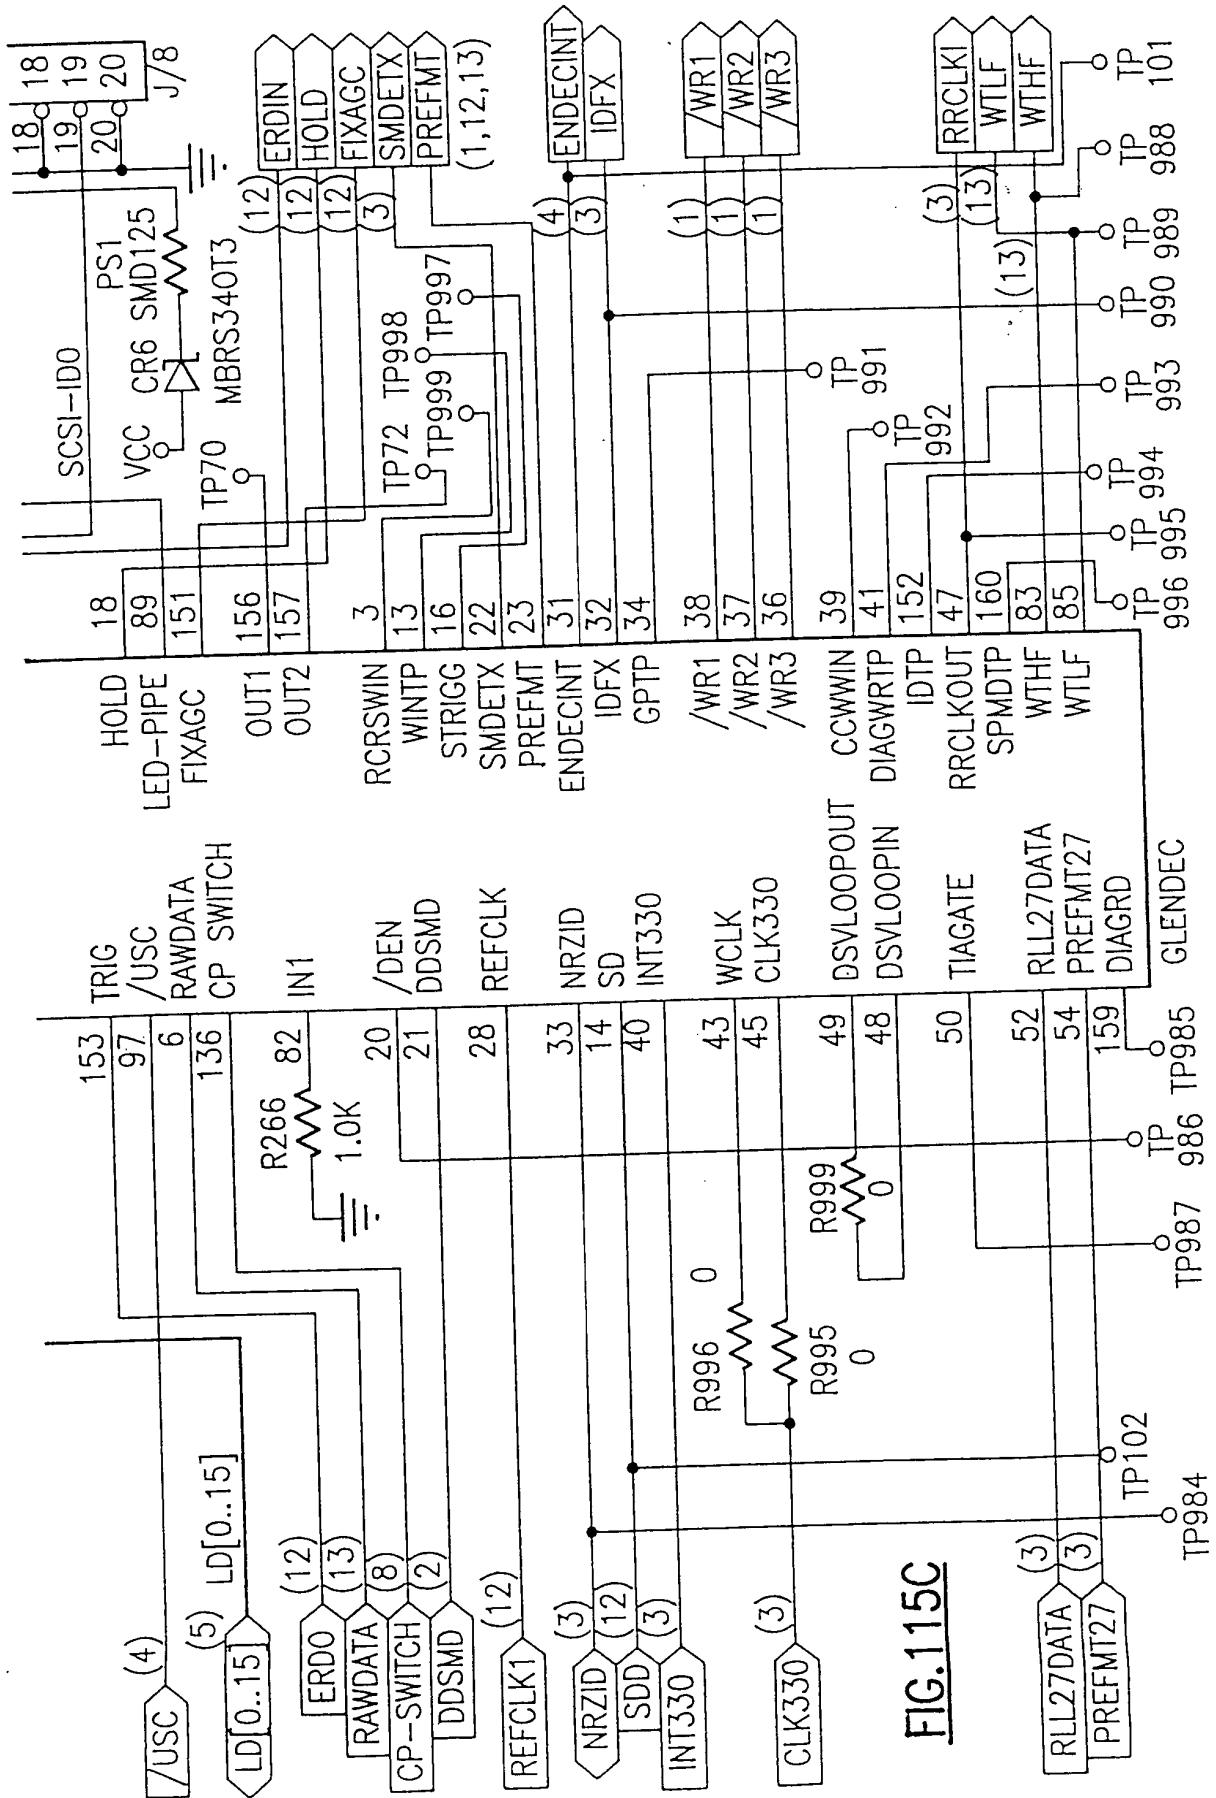 /USC
(4)
LD[0..15]
(5)
LD[0..15]
ERDO
(12)
RAWDATA
(13)
CP-SWITCH
(8)
DDSMD
(2)
REFCLK1
(12)
NRZID
(3)
SDD
(12)
INT330
(3)
CLK330
(3)
RLL27DATA
(3)
PREFMT27
(3)
FIG.115C
TP984
TP102
R996
0
R995
0
R999
0
R266
1.0K
TP987
TP
986
TP985
153
97
6
136
82
20
21
28
33
14
40
43
45
49
48
50
52
54
159
TRIG
/USC
RAWDATA
CP SWITCH
IN1
/DEN
DDSMD
REFCLK
NRZID
SD
INT330
WCLK
CLK330
DSVLOOPOUT
DSVLOOPIN
TIAGATE
RLL27DATA
PREFMT27
DIAGRD
GLENDEC
HOLD
LED-PIPE
FIXAGC
OUT1
OUT2
RCRSWIN
WINTP
STRIGG
SMDETX
PREFMT
ENDECINT
IDFX
GPTP
/WR1
/WR2
/WR3
CCWWIN
DIAGWRTP
IDTP
RRCLKOUT
SPMDTP
WTHF
WTLF
18
89
151
156
157
3
13
16
22
23
31
32
34
38
37
36
39
41
152
47
160
83
85
TP
996
TP
995
TP
994
TP
993
TP
992
TP
991
TP
990
TP
989
TP
988
TP
101
TP70
TP72
TP998
TP999
TP997
SCSI-ID0
VCC
CR6
MBRS340T3
PS1
SMD125
18
19
20
18
19
20
J/8
(12)
ERDIN
(12)
HOLD
(12)
FIXAGC
(3)
SMDETX
PREFMT
(1,12,13)
(4)
ENDECINT
(3)
IDFX
(1)
/WR1
(1)
/WR2
(1)
/WR3
(3)
RRCLKI
(13)
WTLF
(13)
WTHF